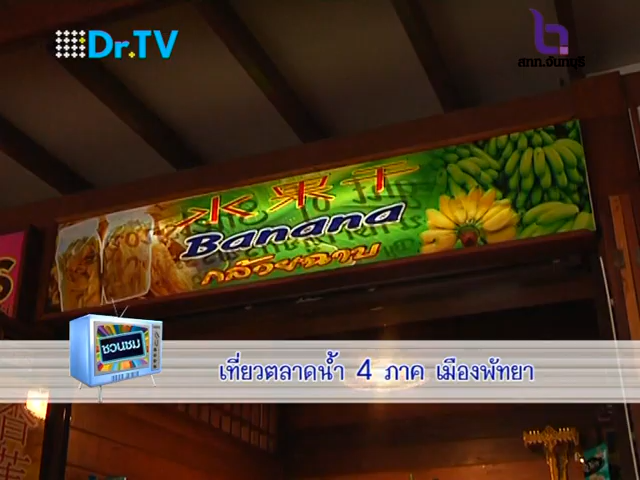 Dr.TV
สทท.จันทบุรี
水果干
Banana
กล้วยฉาบ
ชวนชม
เที่ยวตลาดน้ำ 4 ภาค เมืองพัทยา